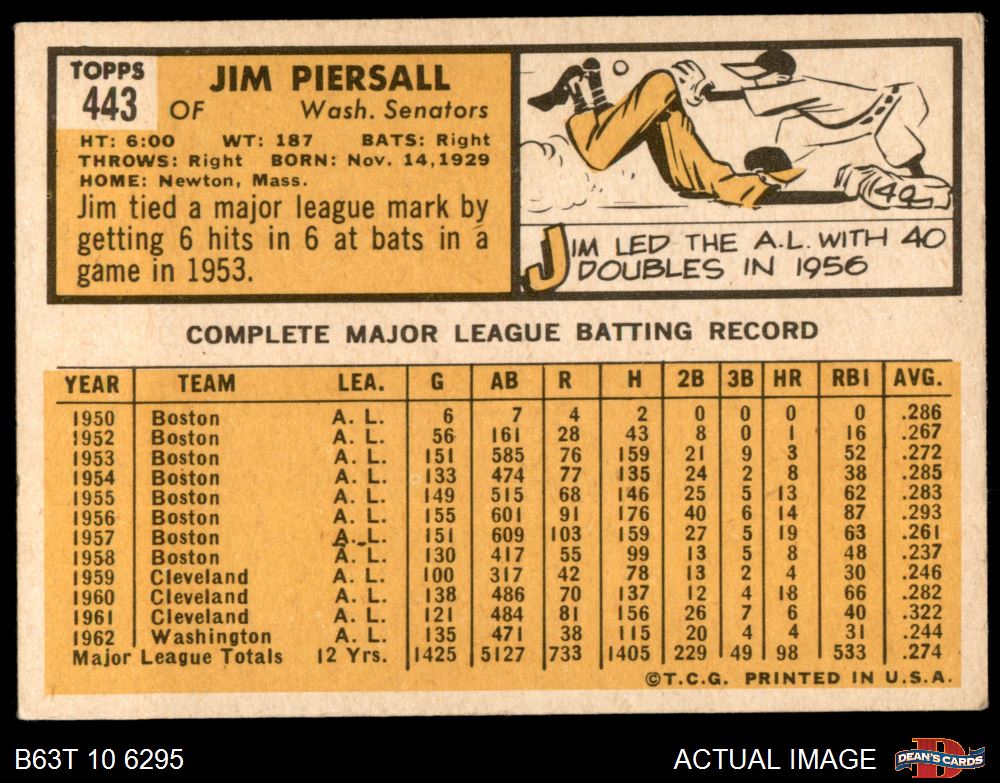 TOPPS
443
JIM PIERSALL
OF Wash. Senators
HT: 6:00 WT: 187 BATS: Right
THROWS: Right BORN: Nov. 14, 1929
HOME: Newton, Mass.
Jim tied a major league mark by
getting 6 hits in 6 at bats in a
game in 1953.
40
JIM LED THE A.L. WITH 40
DOUBLES IN 1956
COMPLETE MAJOR LEAGUE BATTING RECORD
YEAR TEAM LEA. G AB R H 2B 3B HR RBI AVG.
1950 Boston A. L. 6 7 4 2 0 0 0 0 .286
1952 Boston A. L. 56 161 28 43 8 0 1 16 .267
1953 Boston A. L. 151 585 76 159 21 9 3 52 .272
1954 Boston A. L. 133 474 77 135 24 2 8 38 .285
1955 Boston A. L. 149 515 68 146 25 5 13 62 .283
1956 Boston A. L. 155 601 91 176 40 6 14 87 .293
1957 Boston A. L. 151 609 103 159 27 5 19 63 .261
1958 Boston A. L. 130 417 55 99 13 5 8 48 .237
1959 Cleveland A. L. 100 317 42 78 13 2 4 30 .246
1960 Cleveland A. L. 138 486 70 137 12 4 18 66 .282
1961 Cleveland A. L. 121 484 81 156 26 7 6 40 .322
1962 Washington A. L. 135 471 38 115 20 4 4 31 .244
Major League Totals 12 Yrs. 1425 5127 733 1405 229 49 98 533 .274
©T.C.G. PRINTED IN U.S.A.
B63T 10 6295
ACTUAL IMAGE
DEAN'S CARDS